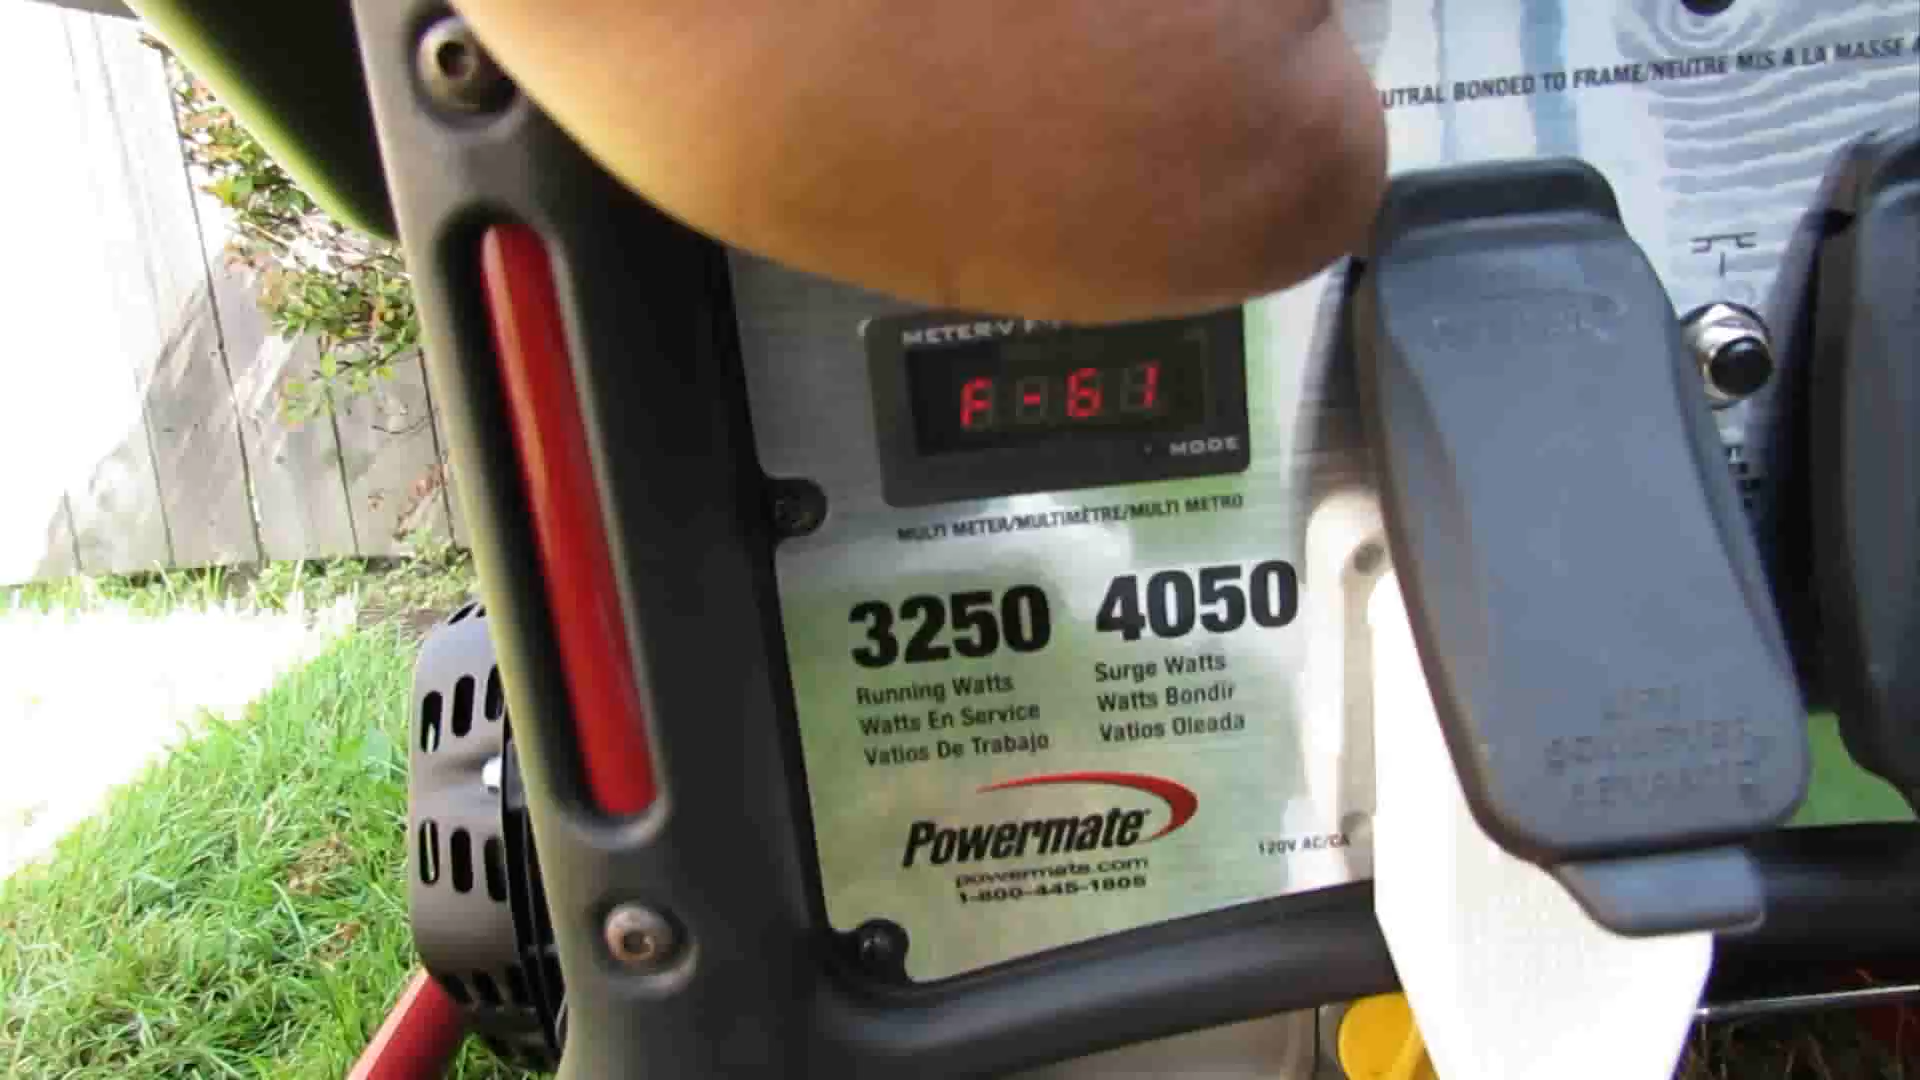 UTRAL BONDED TO FRAME/NEUTRE MIS A LA MASSE
METER-V F
F-61
MODE
MULTI METER/MULTIMÈTRE/MULTI METRO
3250
Running Watts
Watts En Service
Vatios De Trabajo
4050
Surge Watts
Watts Bondir
Vatios Oleada
Powermate
powermate.com
1-800-445-1805
120V AC/CA